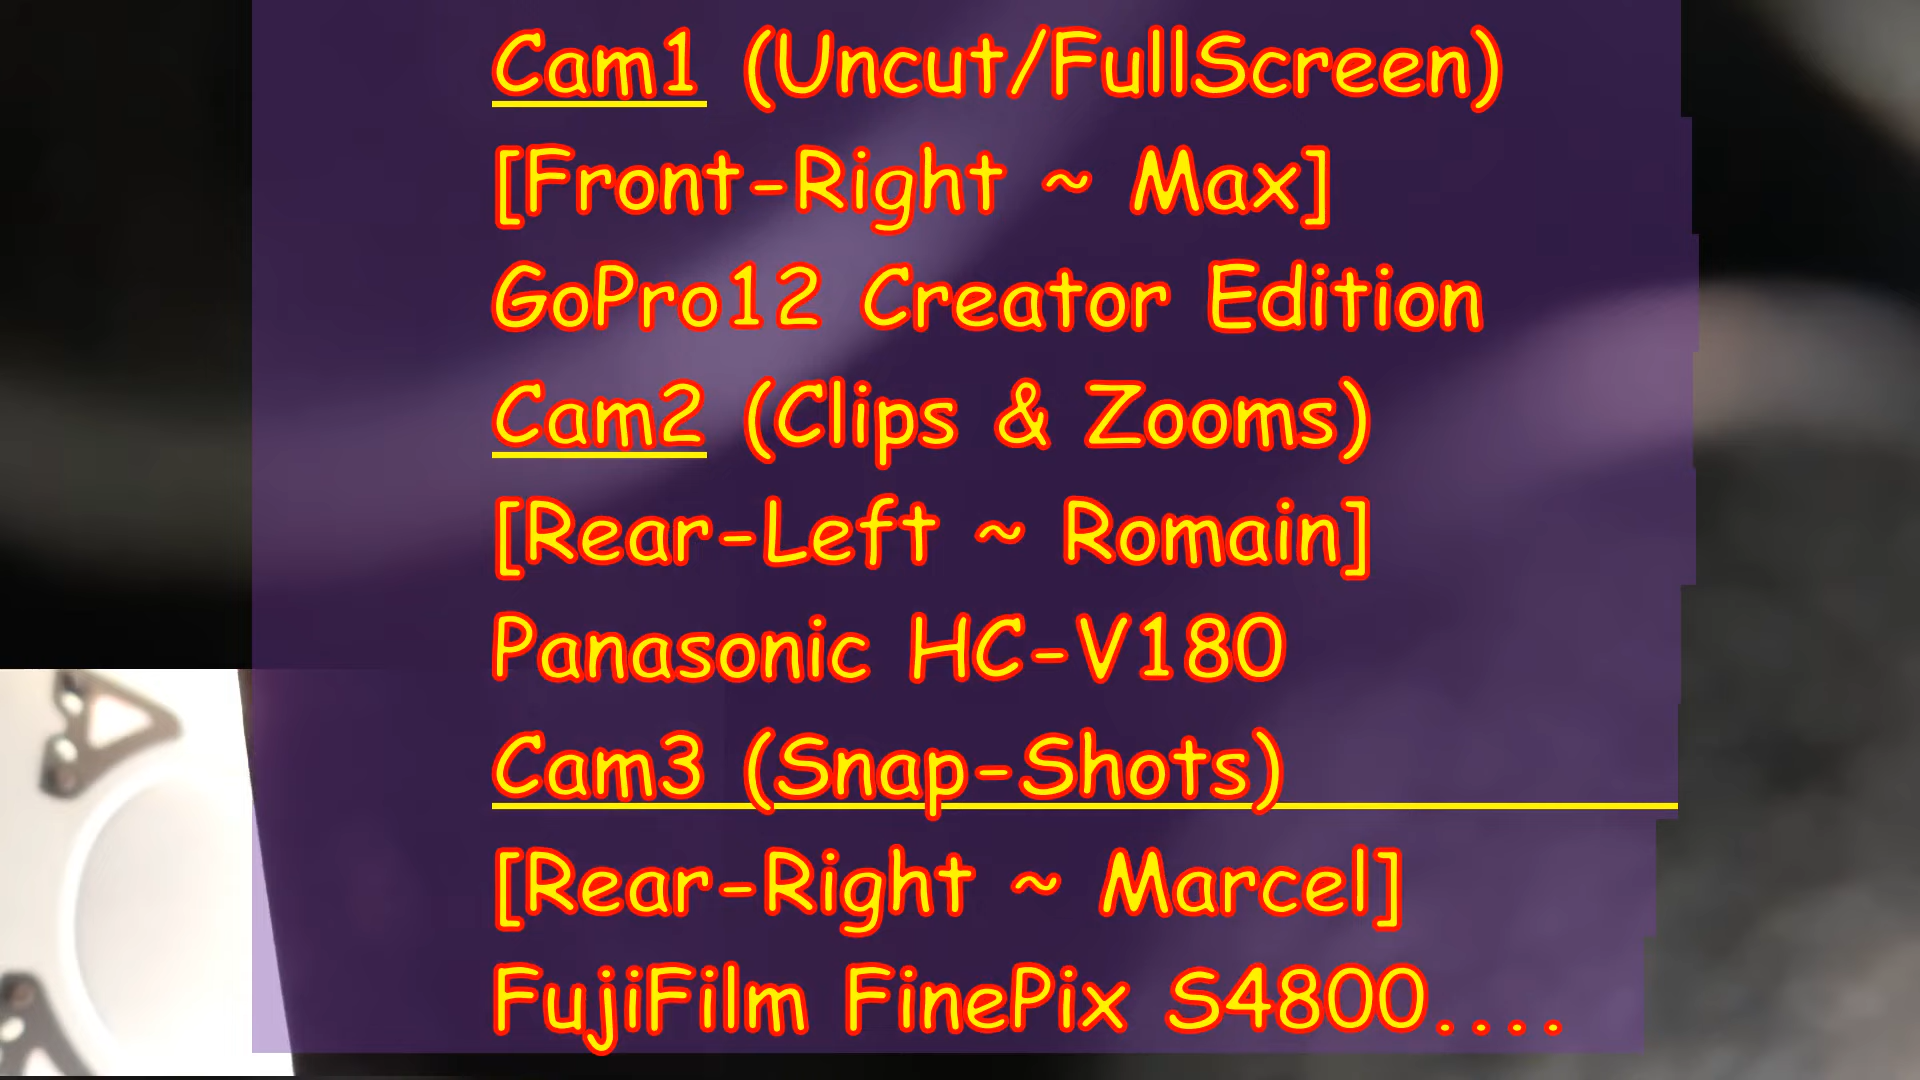 Cam1 (Uncut/FullScreen)
[Front-Right ~ Max]
GoPro12 Creator Edition
Cam2 (Clips & Zooms)
[Rear-Left ~ Romain]
Panasonic HC-V180
Cam3 (Snap-Shots)
[Rear-Right ~ Marcel]
FujiFilm FinePix S4800....